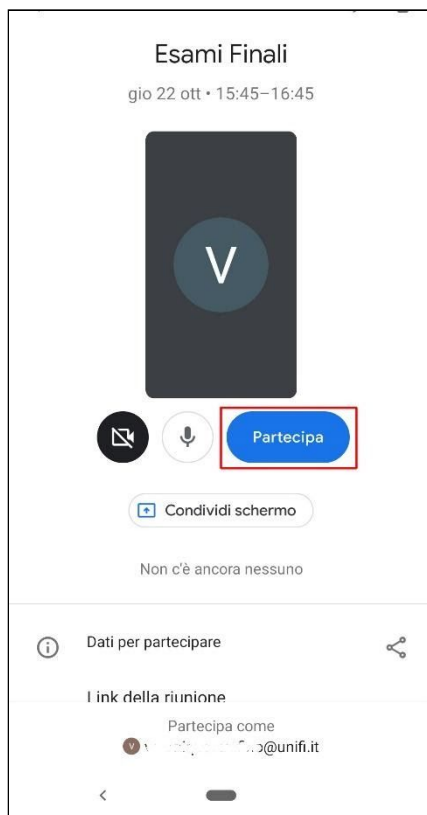 Esami Finali
gio 22 ott • 15:45–16:45
V
Partecipa
Condividi schermo
Non c'è ancora nessuno
Dati per partecipare
Link della riunione
Partecipa come
V @unifi.it